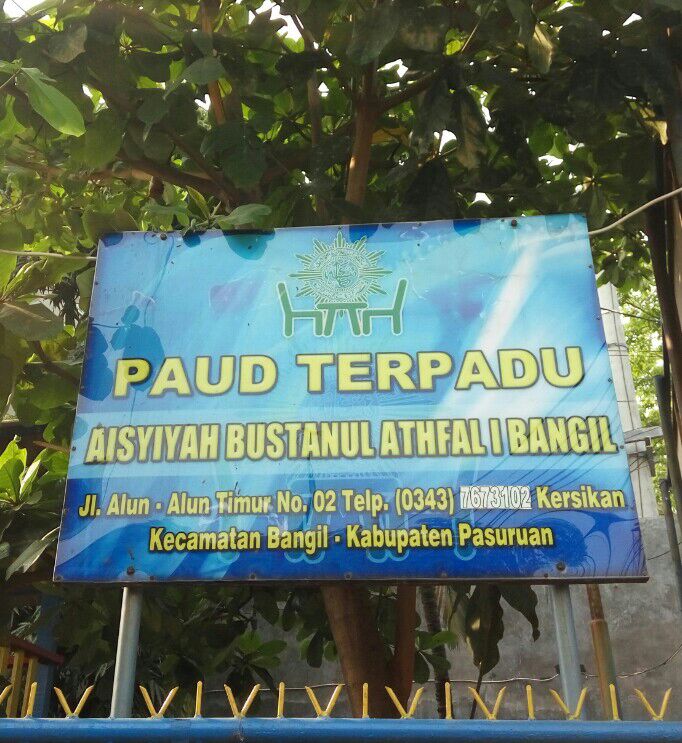 PAUD TERPADU
AISYIYAH BUSTANUL ATHFAL I BANGIL
Jl. Alun - Alun Timur No. 02 Telp. (0343) 7673102 Kersikan
Kecamatan Bangil - Kabupaten Pasuruan